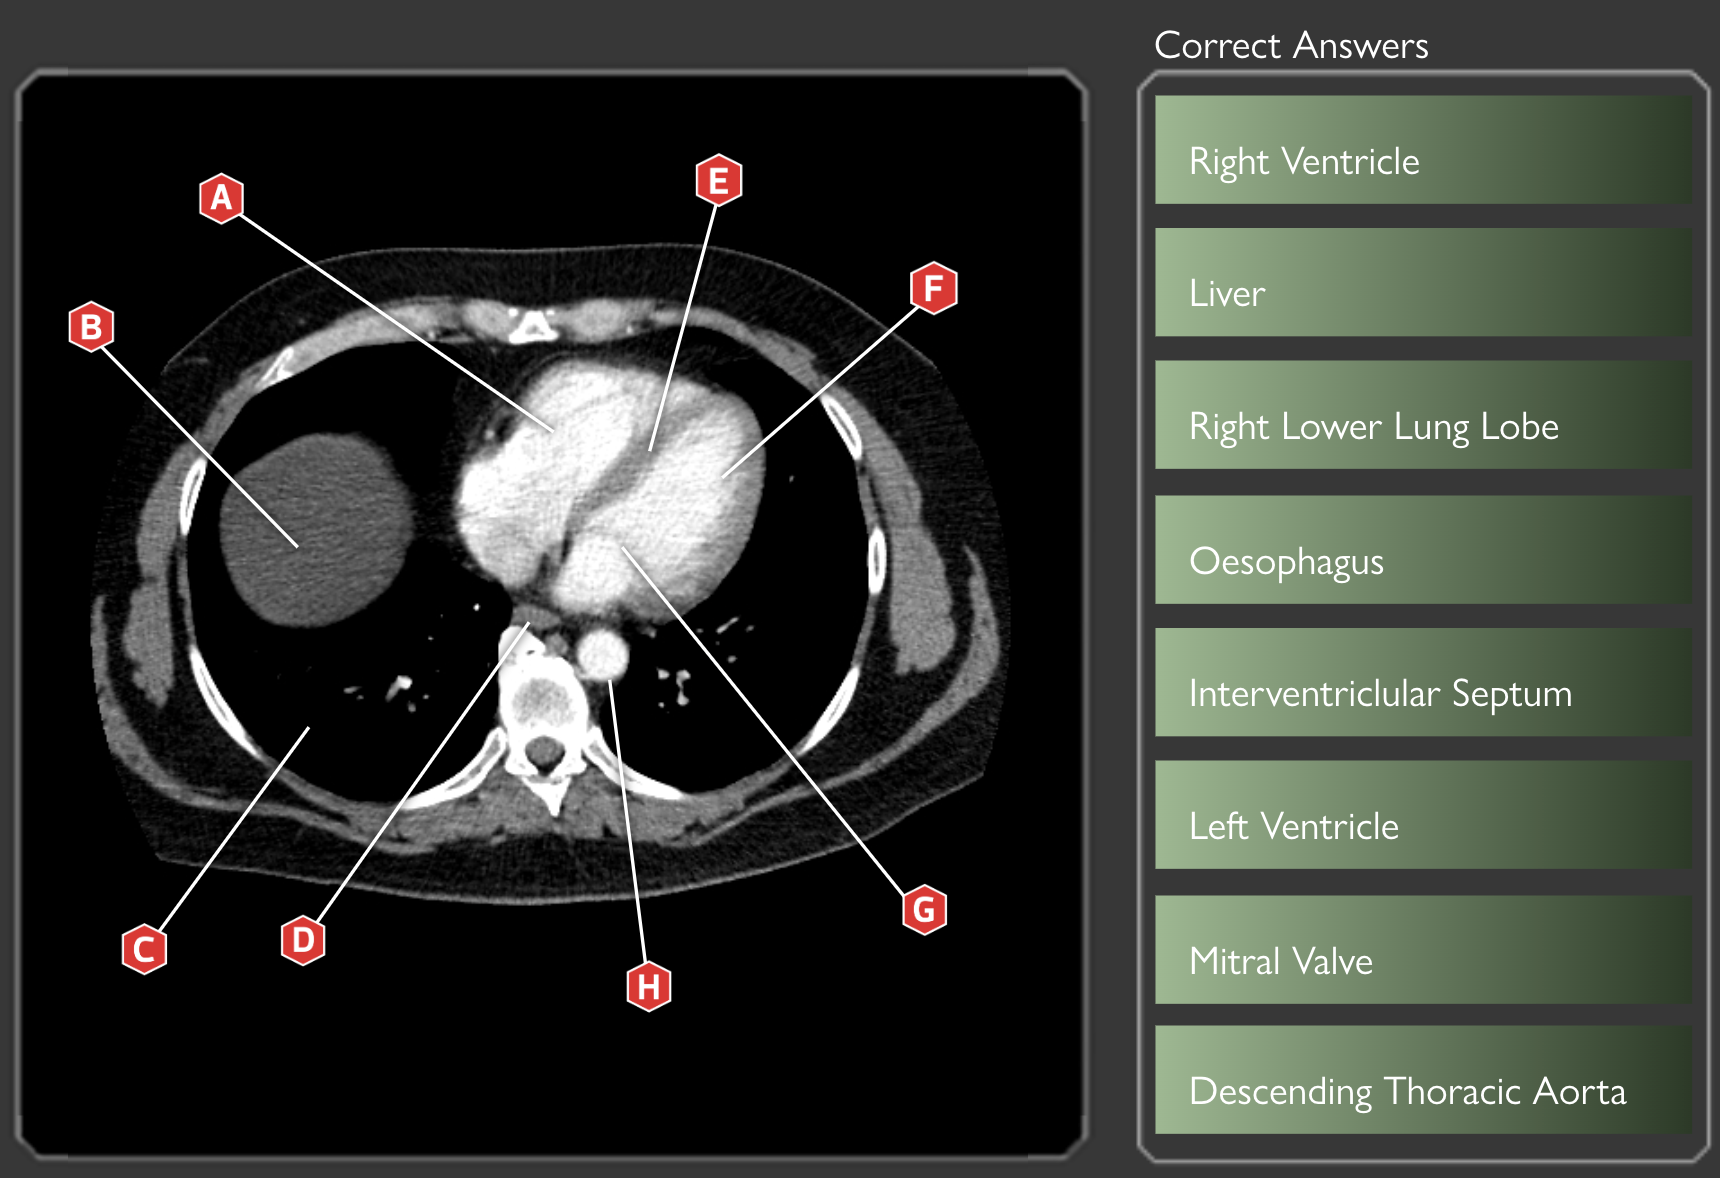 Correct Answers
A
E
F
B
C
D
G
H
Right Ventricle
Liver
Right Lower Lung Lobe
Oesophagus
Interventriclular Septum
Left Ventricle
Mitral Valve
Descending Thoracic Aorta